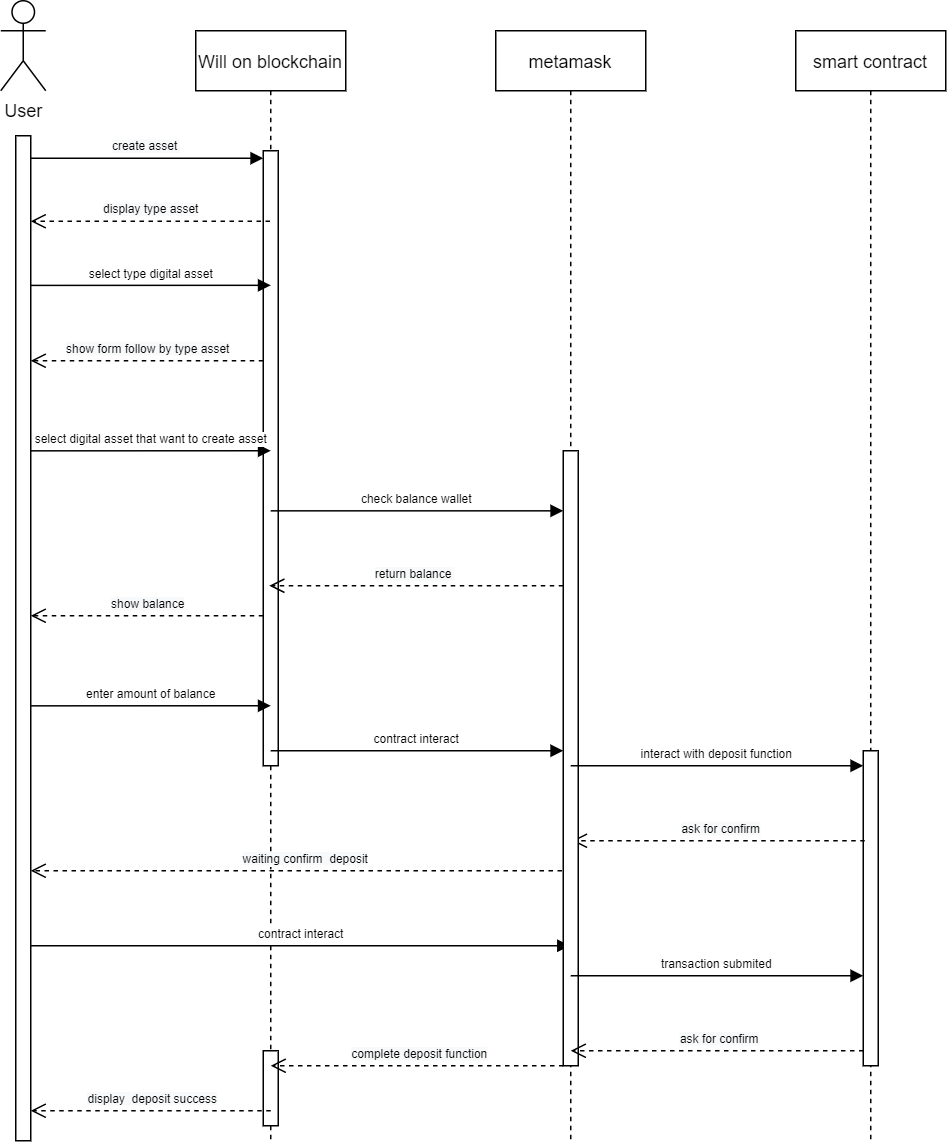 Will on blockchain
metamask
smart contract
User
create asset
display type asset
select type digital asset
show form follow by type asset
select digital asset that want to create asset
check balance wallet
return balance
show balance
enter amount of balance
contract interact
interact with deposit function
ask for confirm
waiting confirm  deposit
contract interact
transaction submited
ask for confirm
complete deposit function
display  deposit success